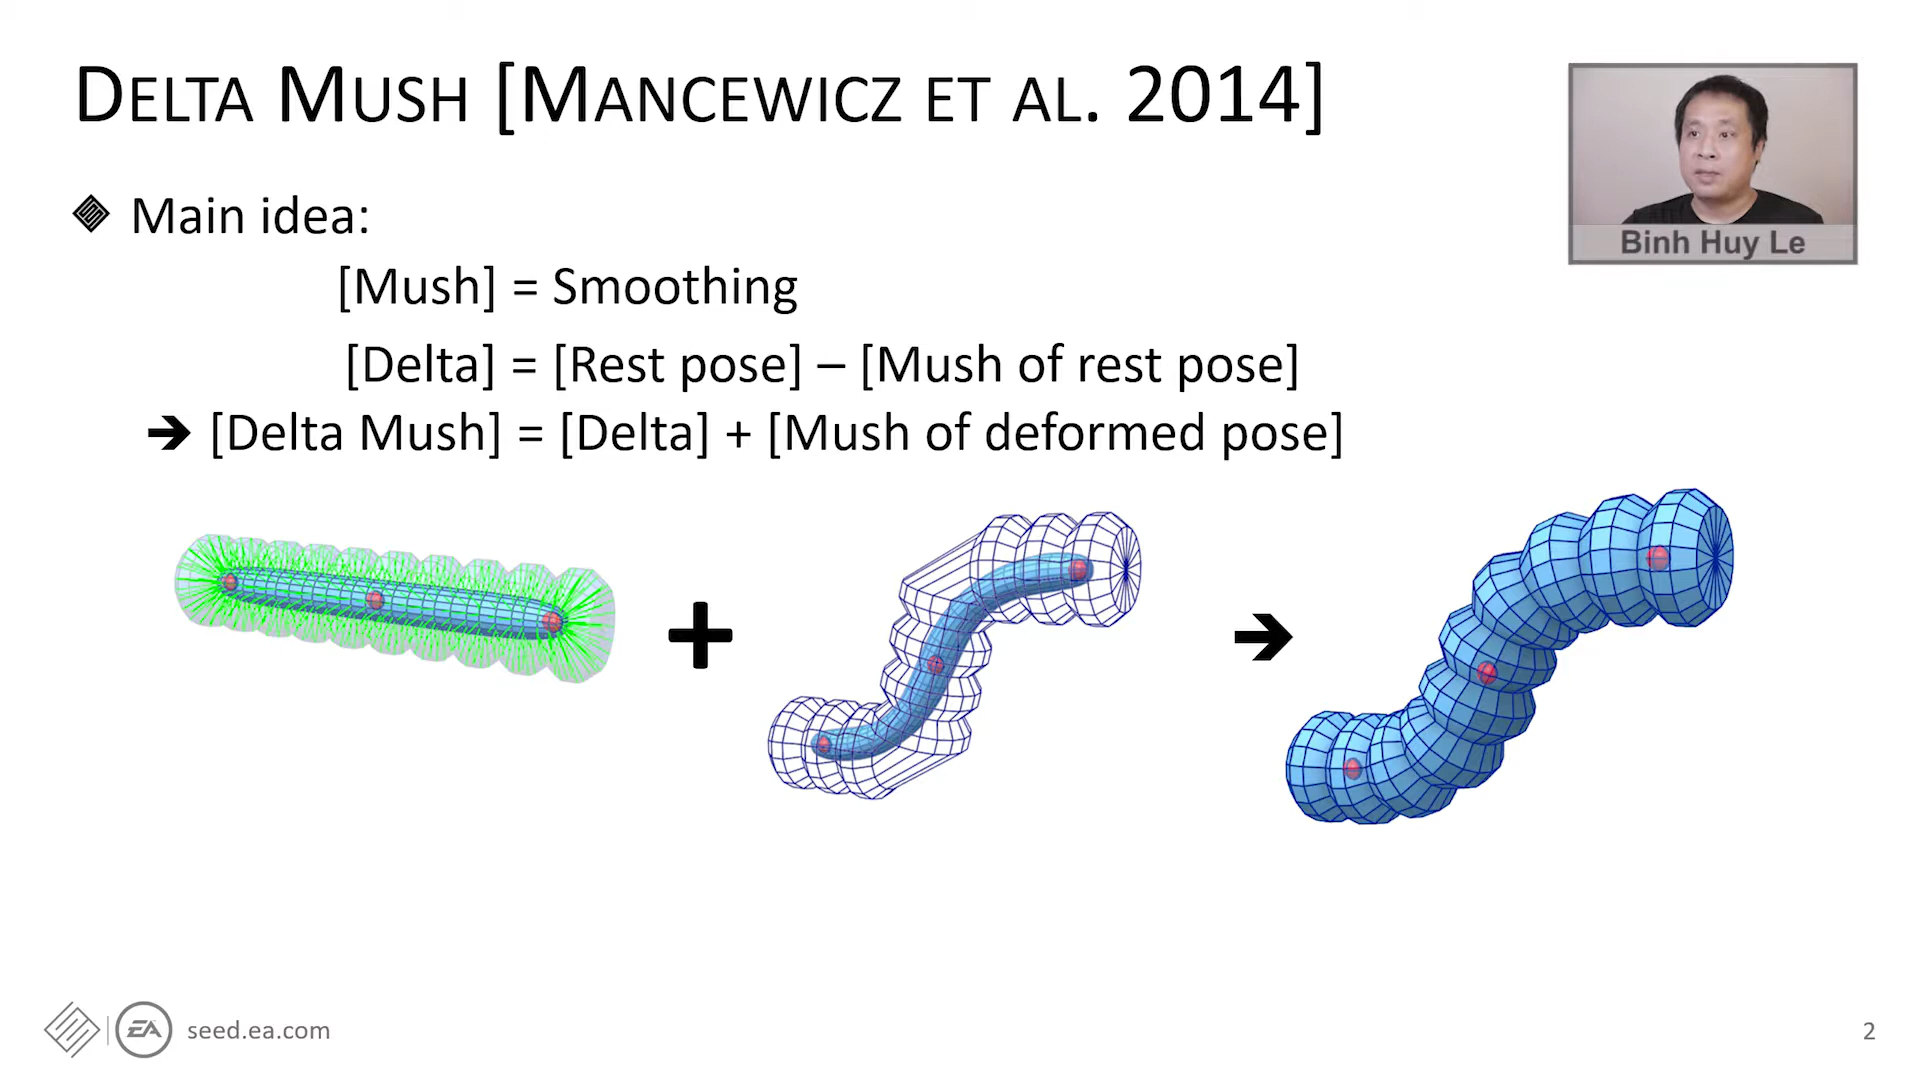 DELTA MUSH [MANCEWICZ ET AL. 2014]
Main idea:
[Mush] = Smoothing
[Delta] = [Rest pose] – [Mush of rest pose]
➔ [Delta Mush] = [Delta] + [Mush of deformed pose]
Binh Huy Le
+ ➔
EA seed.ea.com
2